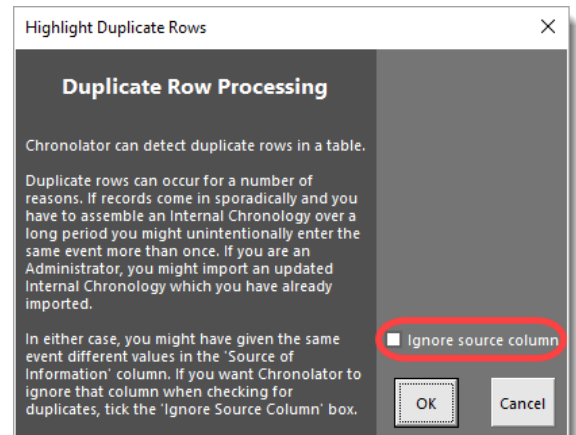 Highlight Duplicate Rows
Duplicate Row Processing
Chronolator can detect duplicate rows in a table.
Duplicate rows can occur for a number of
reasons. If records come in sporadically and you
have to assemble an Internal Chronology over a
long period you might unintentionally enter the
same event more than once. If you are an
Administrator, you might import an updated
Internal Chronology which you have already
imported.
In either case, you might have given the same
event different values in the 'Source of
Information' column. If you want Chronolator to
ignore that column when checking for
duplicates, tick the 'Ignore Source Column' box.
Ignore source column
OK
Cancel